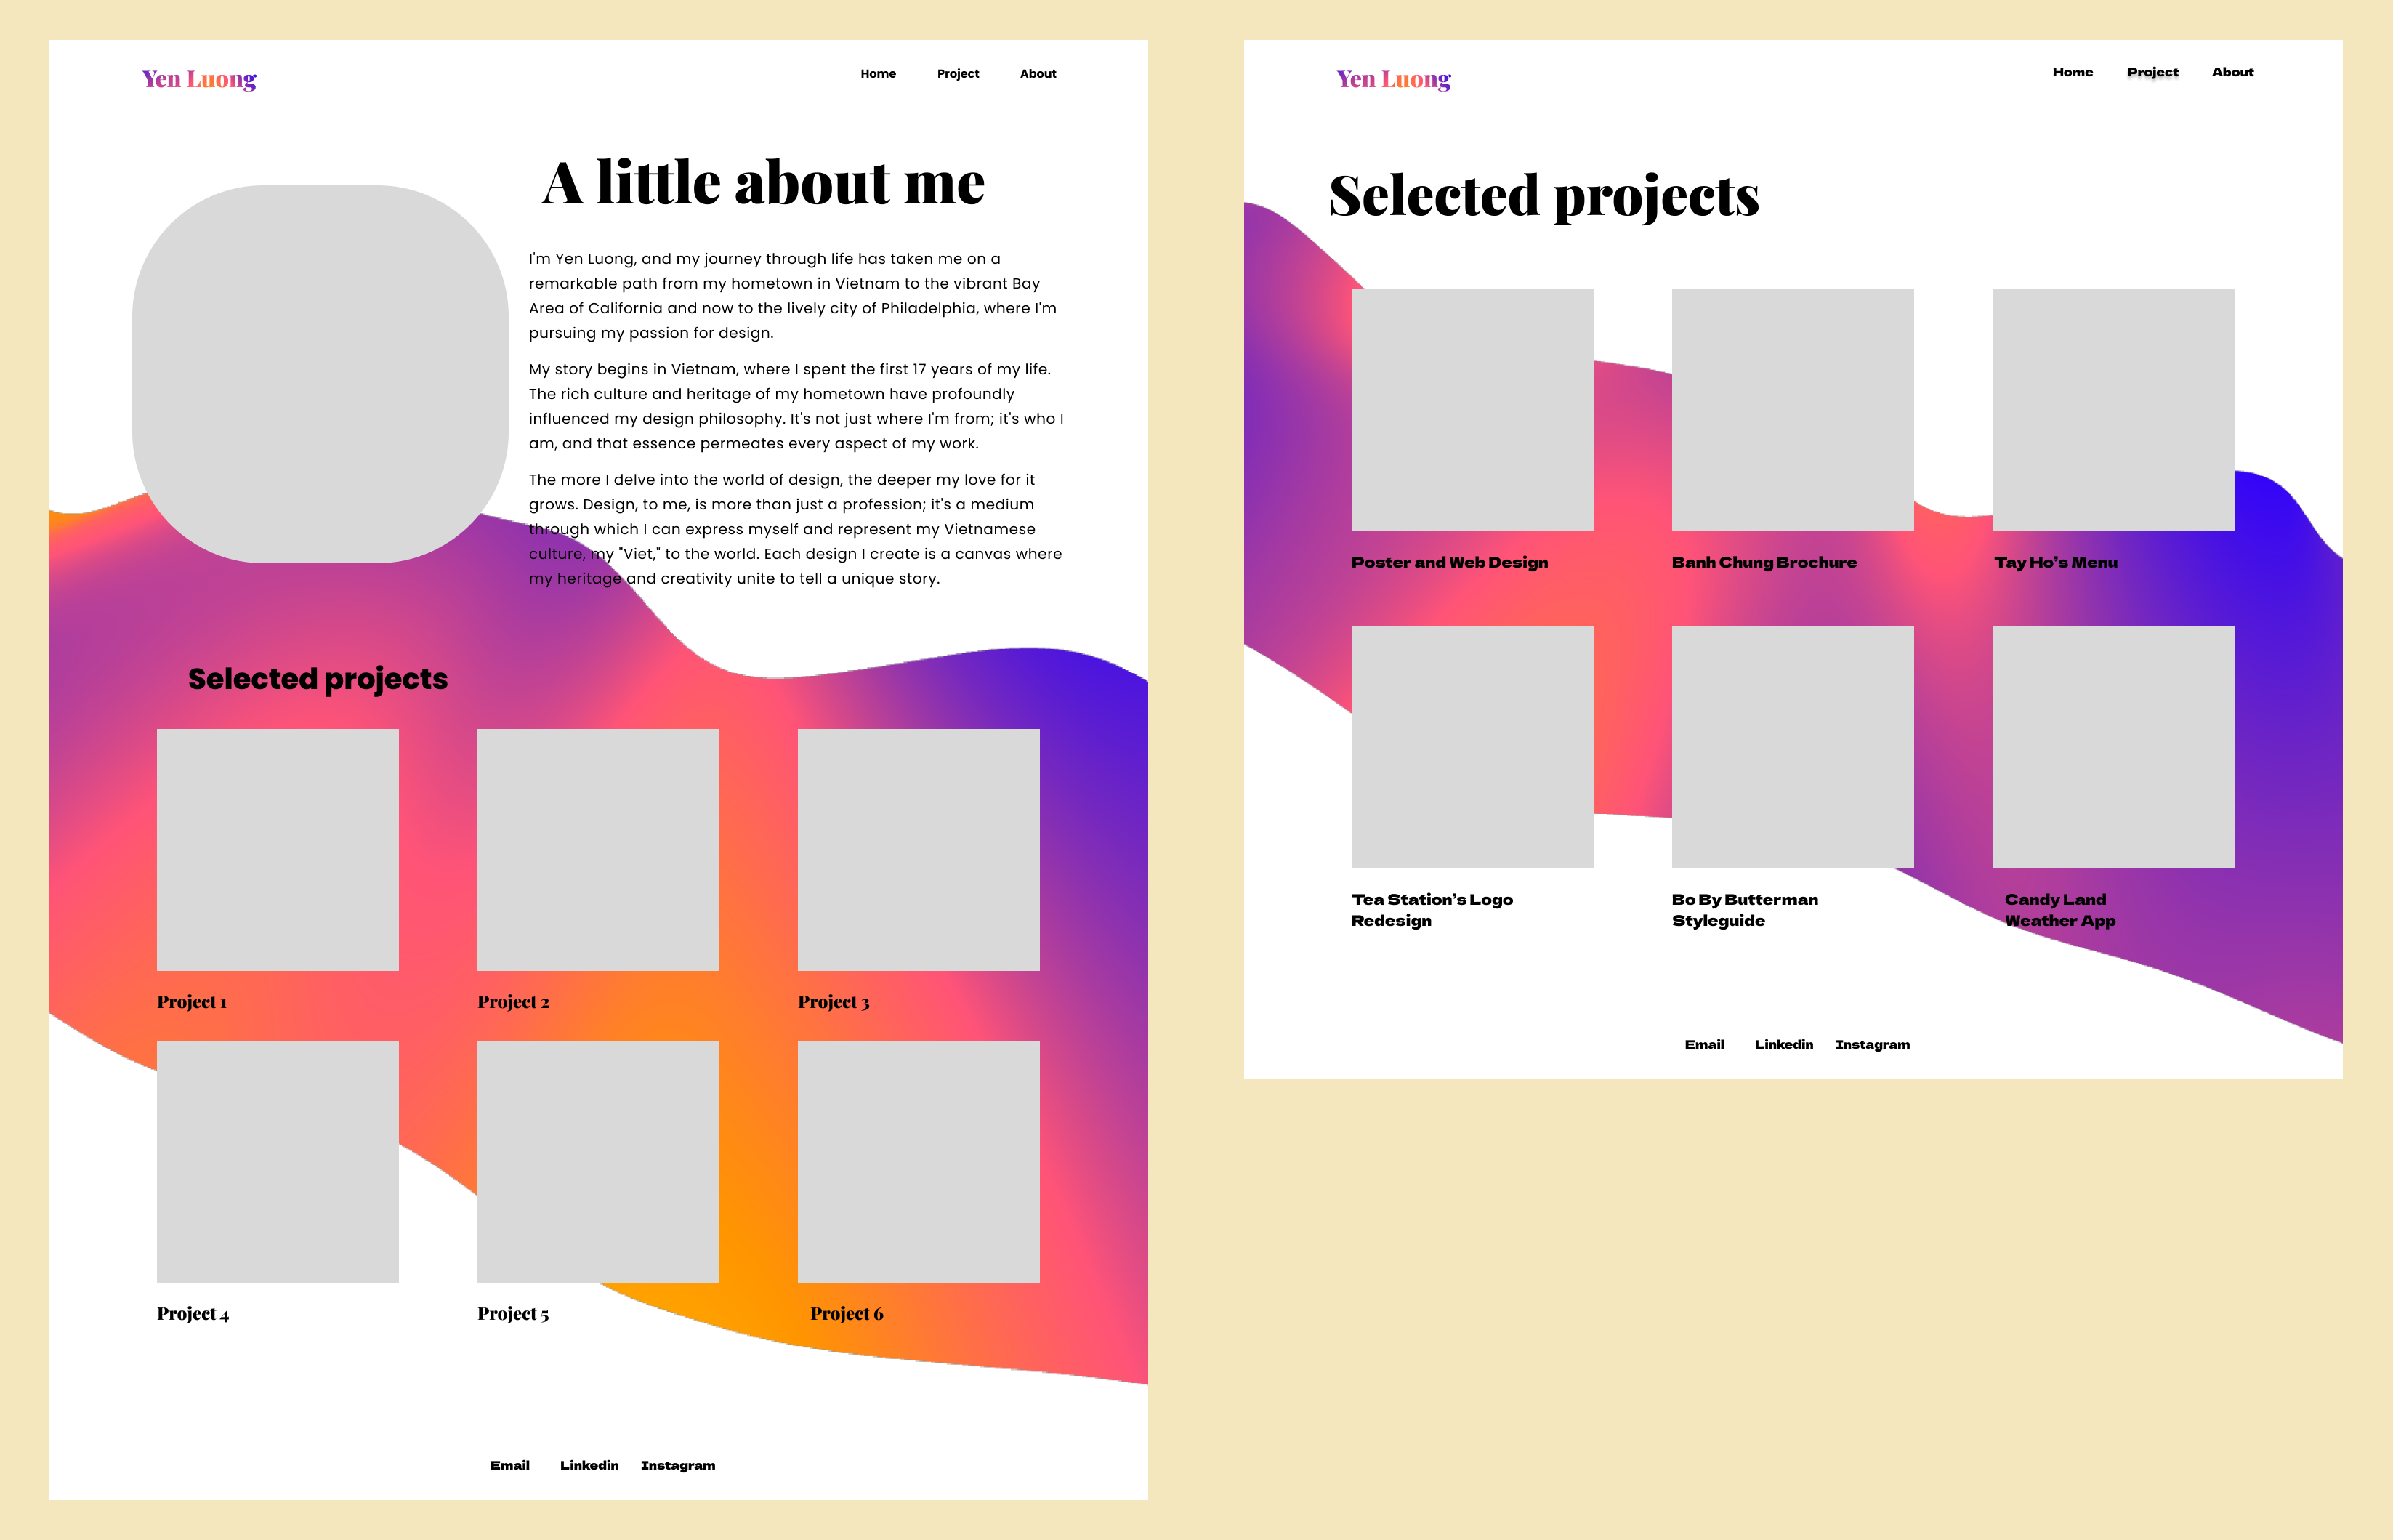 Yen Luong
Home Project About
A little about me
I'm Yen Luong, and my journey through life has taken me on a
remarkable path from my hometown in Vietnam to the vibrant Bay
Area of California and now to the lively city of Philadelphia, where I'm
pursuing my passion for design.
My story begins in Vietnam, where I spent the first 17 years of my life.
The rich culture and heritage of my hometown have profoundly
influenced my design philosophy. It's not just where I'm from; it's who I
am, and that essence permeates every aspect of my work.
The more I delve into the world of design, the deeper my love for it
grows. Design, to me, is more than just a profession; it's a medium
through which I can express myself and represent my Vietnamese
culture, my "Viet," to the world. Each design I create is a canvas where
my heritage and creativity unite to tell a unique story.
Selected projects
Project 1
Project 2
Project 3
Project 4
Project 5
Project 6
Email Linkedin Instagram
Yen Luong
Home Project About
Selected projects
Poster and Web Design
Banh Chung Brochure
Tay Ho’s Menu
Tea Station’s Logo
Redesign
Bo By Butterman
Styleguide
Candy Land
Weather App
Email Linkedin Instagram